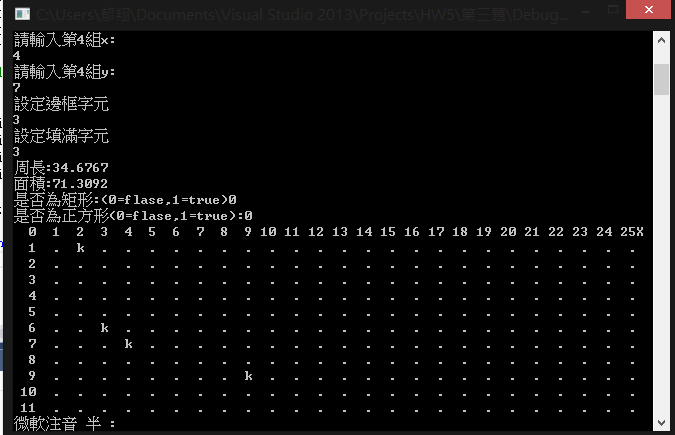 C:\Users\郁翔\Documents\Visual Studio 2013\Projects\HW5\第三題\Debug...
請輸入第4組x:
4
請輸入第4組y:
7
設定邊框字元
3
設定填滿字元
3
周長:34.6767
面積:71.3092
是否為矩形:(0=flase,1=true)0
是否為正方形(0=flase,1=true):0
0 1 2 3 4 5 6 7 8 9 10 11 12 13 14 15 16 17 18 19 20 21 22 23 24 25X
1 . k . . . . . . . . . . . . . . . . . . . . . . .
2 . . . . . . . . . . . . . . . . . . . . . . . . .
3 . . . . . . . . . . . . . . . . . . . . . . . . .
4 . . . . . . . . . . . . . . . . . . . . . . . . .
5 . . . . . . . . . . . . . . . . . . . . . . . . .
6 . . k . . . . . . . . . . . . . . . . . . . . . .
7 . . . k . . . . . . . . . . . . . . . . . . . . .
8 . . . . . . . . . . . . . . . . . . . . . . . . .
9 . . . . . . . . k . . . . . . . . . . . . . . . .
10 . . . . . . . . . . . . . . . . . . . . . . . . .
11 . . . . . . . . . . . . . . . . . . . . . . . . .
微軟注音 半 :